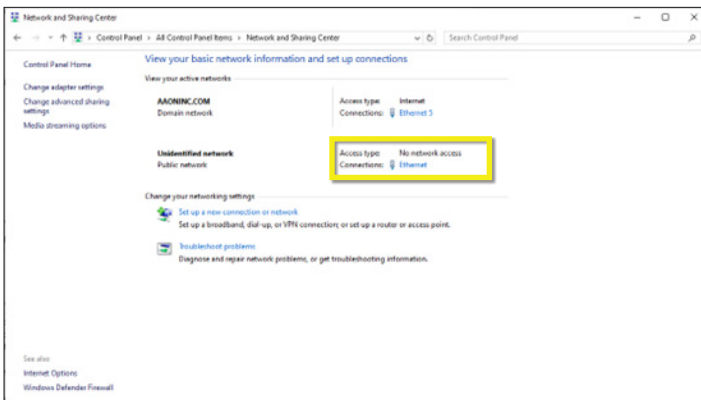 Network and Sharing Center
Control Panel > All Control Panel Items > Network and Sharing Center
Search Control Panel
Control Panel Home
Change adapter settings
Change advanced sharing
settings
Media streaming options
View your basic network information and set up connections
View your active networks
AAONINC.COM
Domain network
Access type: Internet
Connections: Ethernet 5
Unidentified network
Public network
Access type: No network access
Connections: Ethernet
Change your networking settings
Set up a new connection or network
Set up a broadband, dial-up, or VPN connection; or set up a router or access point.
Troubleshoot problems
Diagnose and repair network problems, or get troubleshooting information.
See also
Internet Options
Windows Defender Firewall